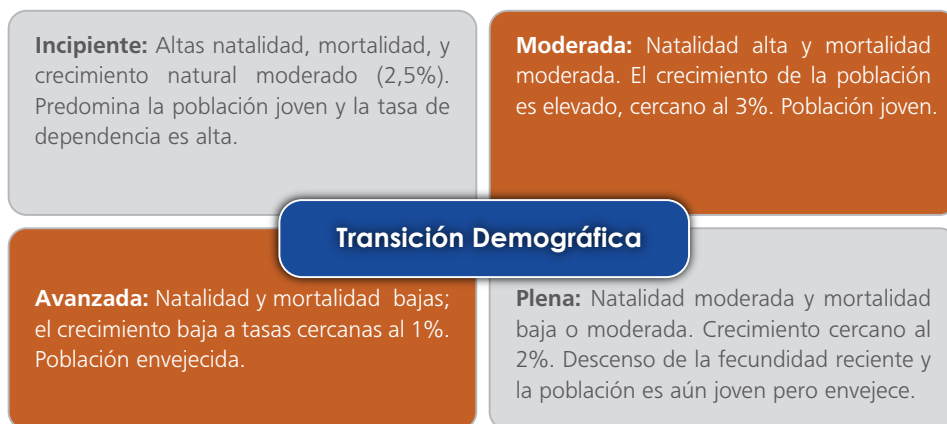 Incipiente: Altas natalidad, mortalidad, y
crecimiento natural moderado (2,5%).
Predomina la población joven y la tasa de
dependencia es alta.
Moderada: Natalidad alta y mortalidad
moderada. El crecimiento de la población
es elevado, cercano al 3%. Población joven.
Transición Demográfica
Avanzada: Natalidad y mortalidad bajas;
el crecimiento baja a tasas cercanas al 1%.
Población envejecida.
Plena: Natalidad moderada y mortalidad
baja o moderada. Crecimiento cercano al
2%. Descenso de la fecundidad reciente y
la población es aún joven pero envejece.